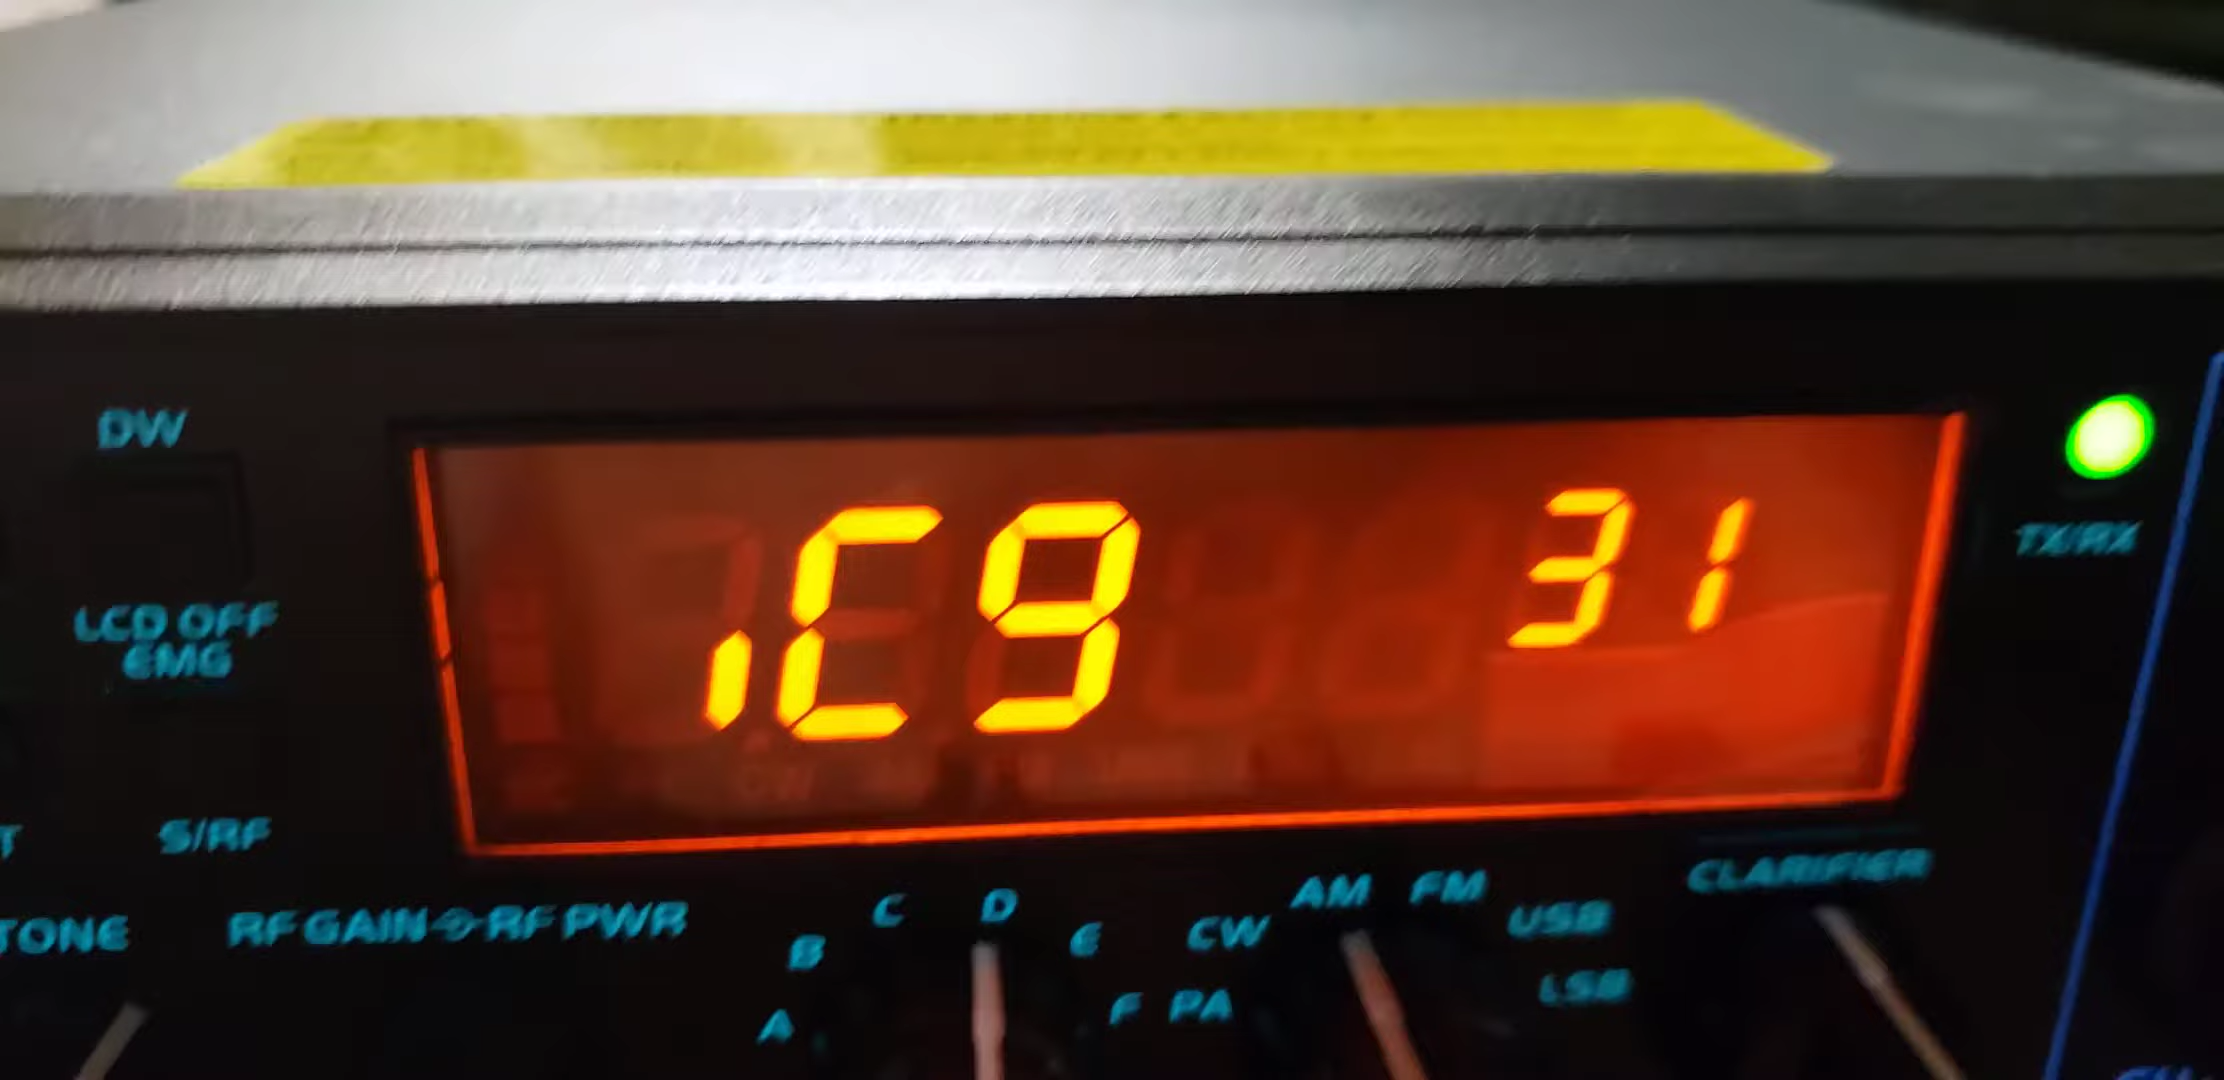 DW
iC9 31
TX/RX
LCD OFF
EMG
S/RF
CLARIFIER
TONE
RF GAIN RF PWR
A B C D E F
PA CW AM FM USB LSB